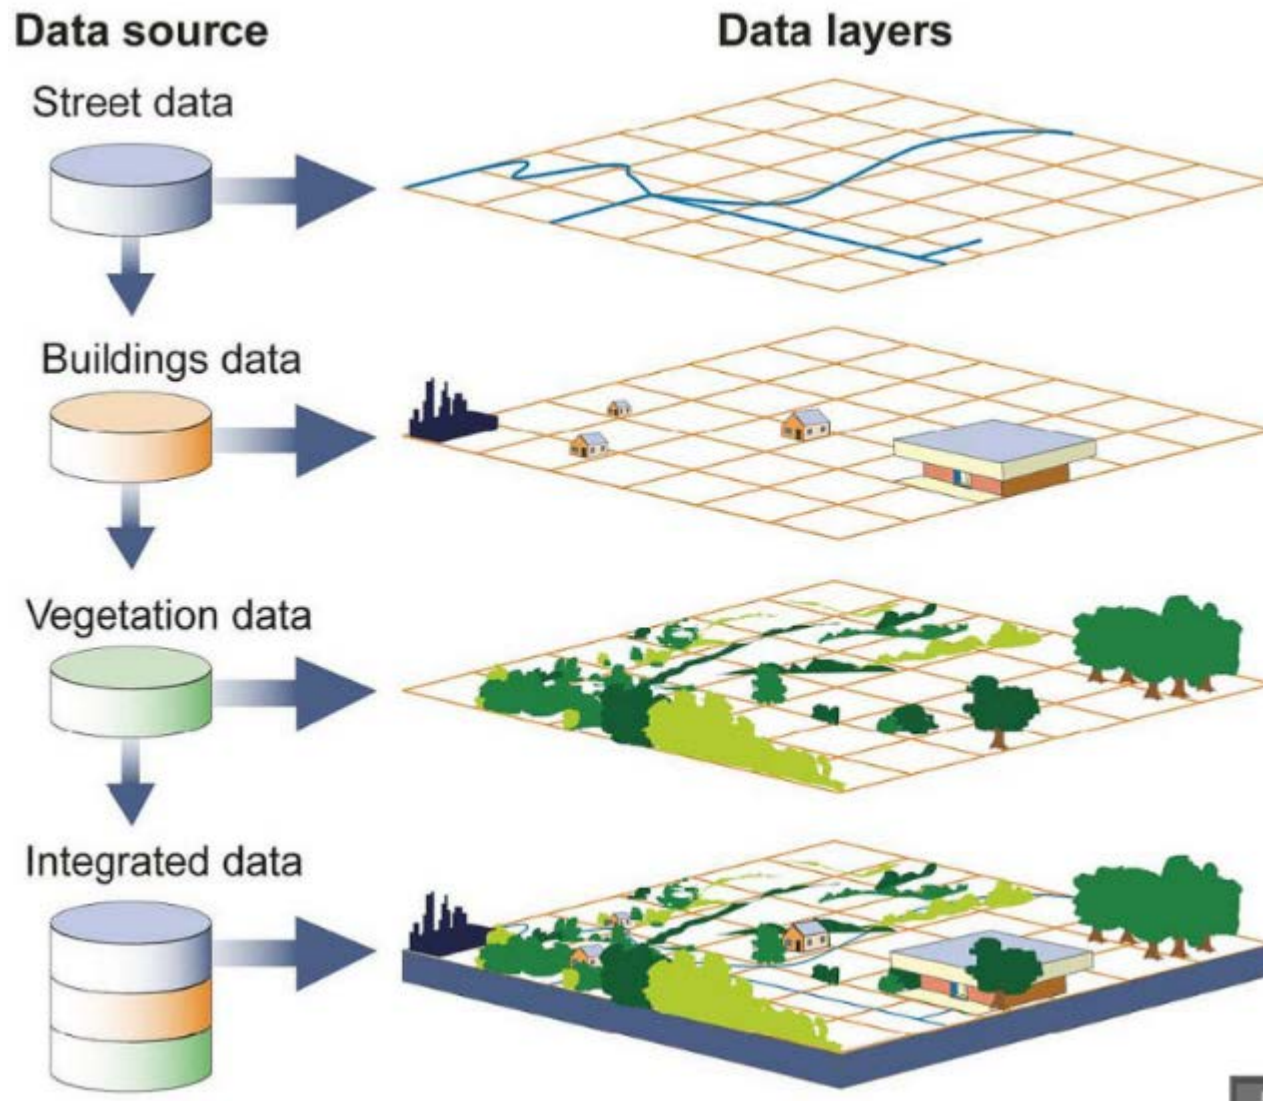 Data source
Data layers
Street data
Buildings data
Vegetation data
Integrated data